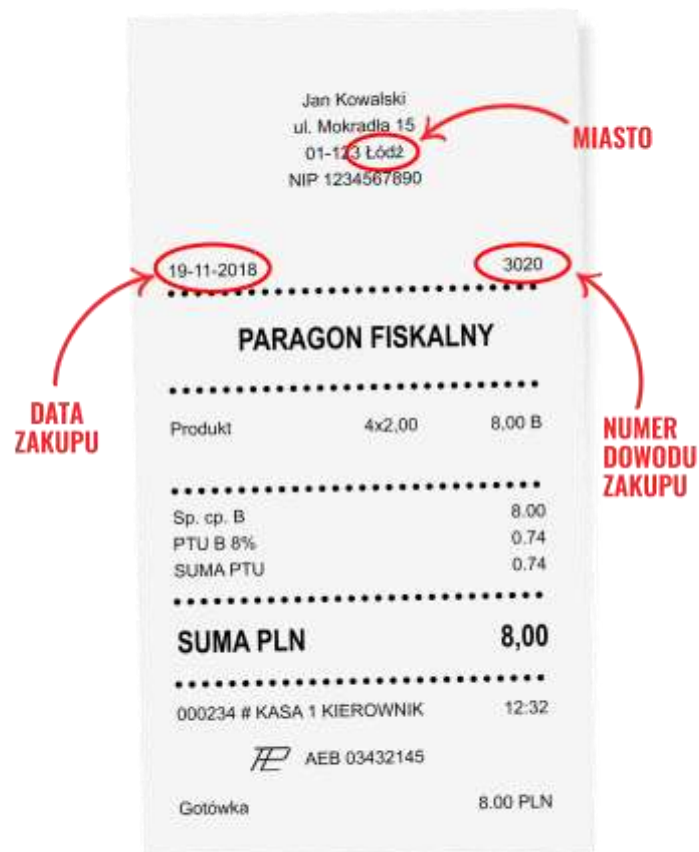 Jan Kowalski
ul. Mokradła 15
01-123 Łódź
NIP 1234567890
MIASTO
19-11-2018 3020
PARAGON FISKALNY
DATA
ZAKUPU
NUMER
DOWODU
ZAKUPU
Produkt 4x2,00 8,00 B
Sp. cp. B 8.00
PTU B 8% 0.74
SUMA PTU 0.74
SUMA PLN 8,00
000234 # KASA 1 KIEROWNIK 12:32
AEB 03432145
Gotówka 8.00 PLN